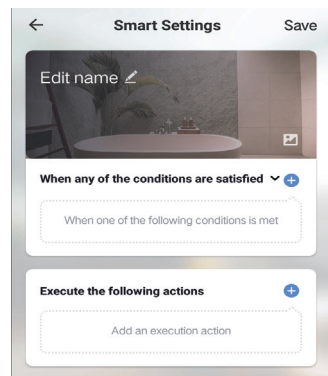 Smart Settings Save
Edit name
When any of the conditions are satisfied
When one of the following conditions is met
Execute the following actions
Add an execution action